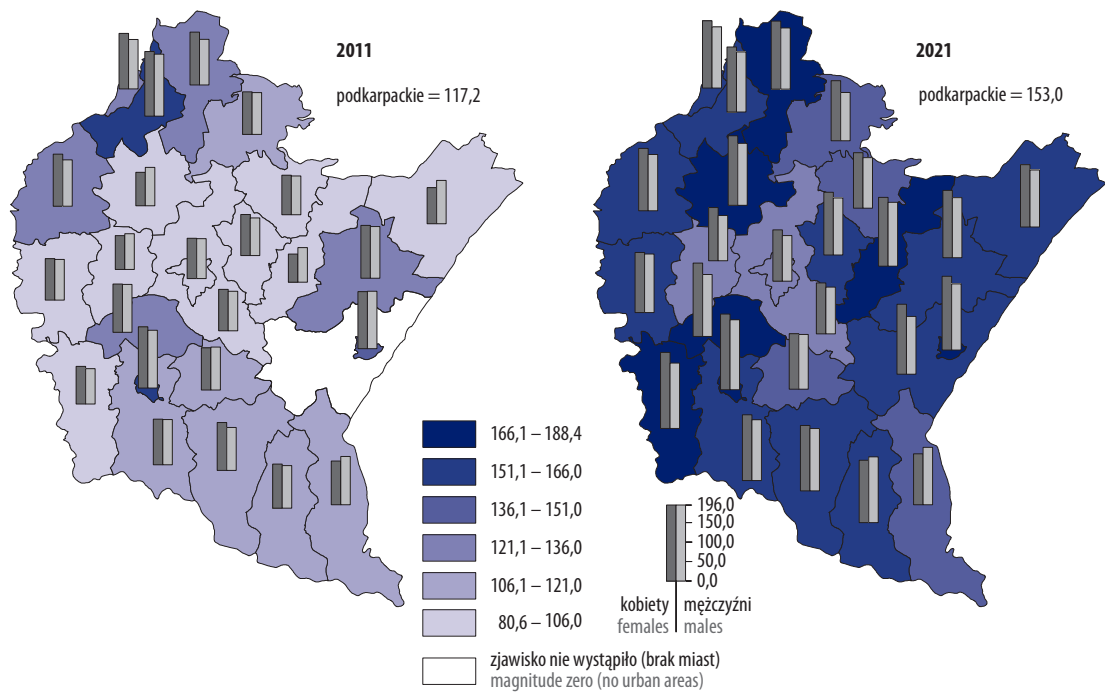 2011
podkarpackie = 117,2
2021
podkarpackie = 153,0
166,1 – 188,4
151,1 – 166,0
136,1 – 151,0
121,1 – 136,0
106,1 – 121,0
80,6 – 106,0
zjawisko nie wystąpiło (brak miast)
magnitude zero (no urban areas)
196,0
150,0
100,0
50,0
0,0
kobiety mężczyźni
females males